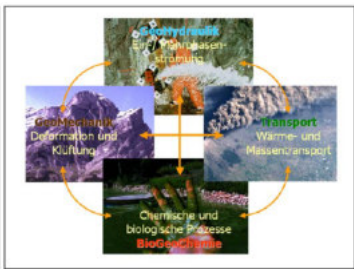 GeoHydraulik
Ein-/ Mehrphasen-
strömung
GeoMechanik
Deformation und
Klüftung
Transport
Wärme- und
Massentransport
Chemische und
biologische Prozesse
BioGeoChemie